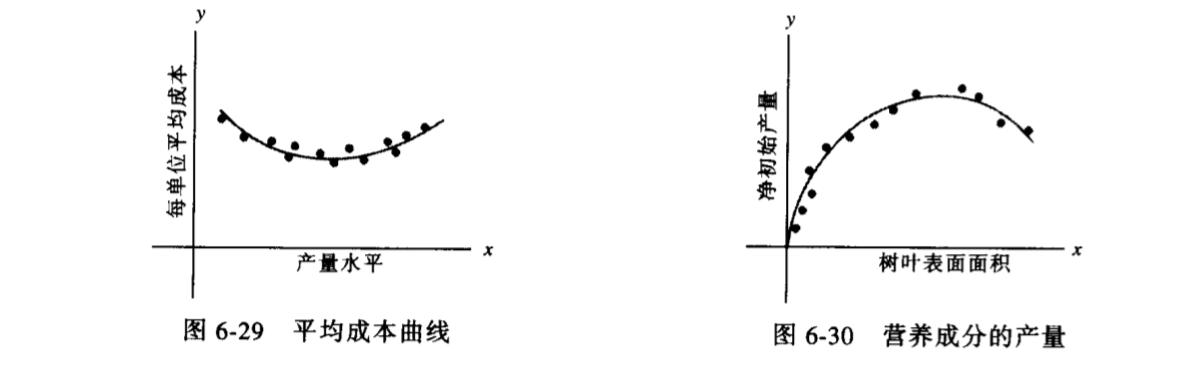 y
每单位平均成本
x
产量水平
图 6-29 平均成本曲线
y
净初始产量
x
树叶表面面积
图 6-30 营养成分的产量